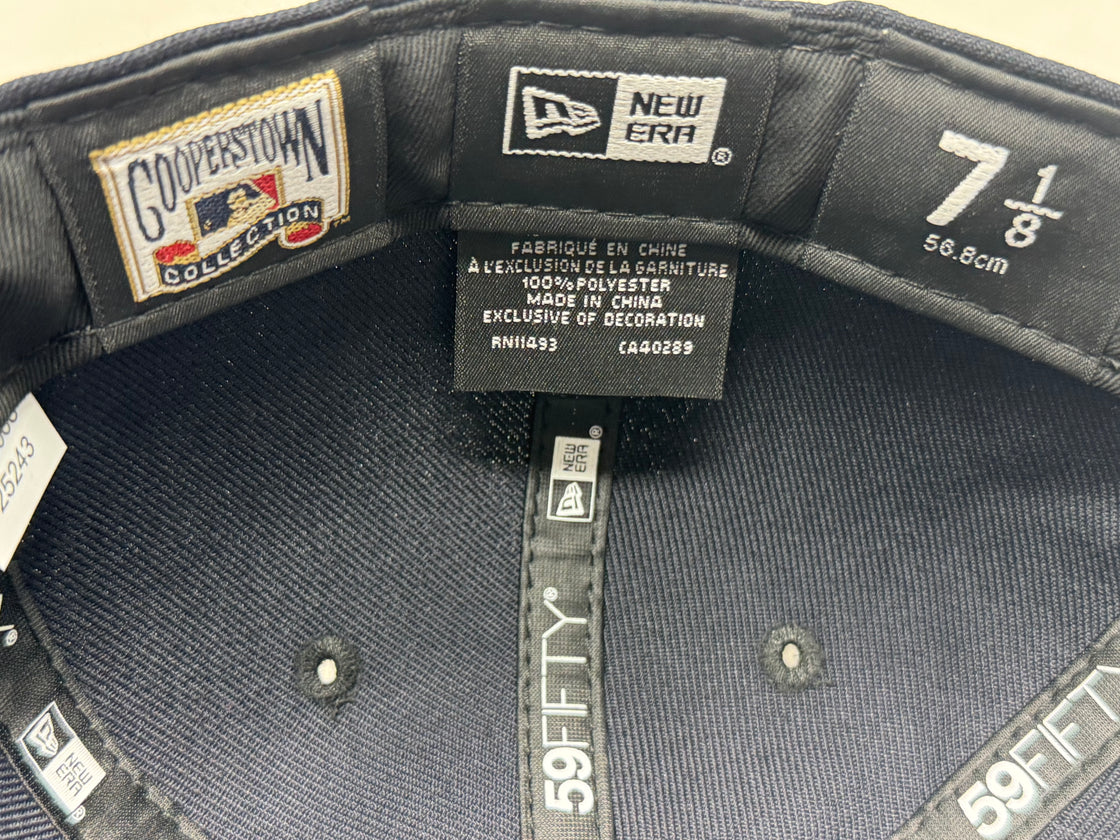 COOPERSTOWN
COLLECTION
NEW
ERA
®
7 1/8
56.8cm
FABRIQUÉ EN CHINE
À L'EXCLUSION DE LA GARNITURE
100% POLYESTER
MADE IN CHINA
EXCLUSIVE OF DECORATION
RN11493 CA40289
25243
NEW
ERA
®
59FIFTY®
NEW
ERA
®
59FIFTY